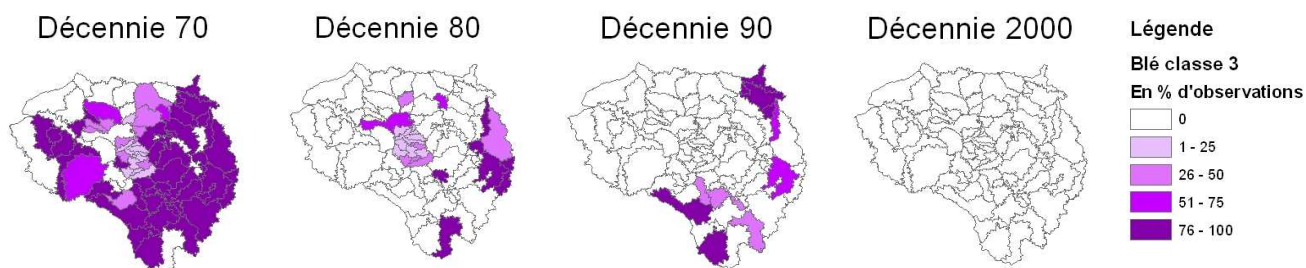 Décennie 70
Décennie 80
Décennie 90
Décennie 2000
Légende
Blé classe 3
En % d'observations
0
1 - 25
26 - 50
51 - 75
76 - 100